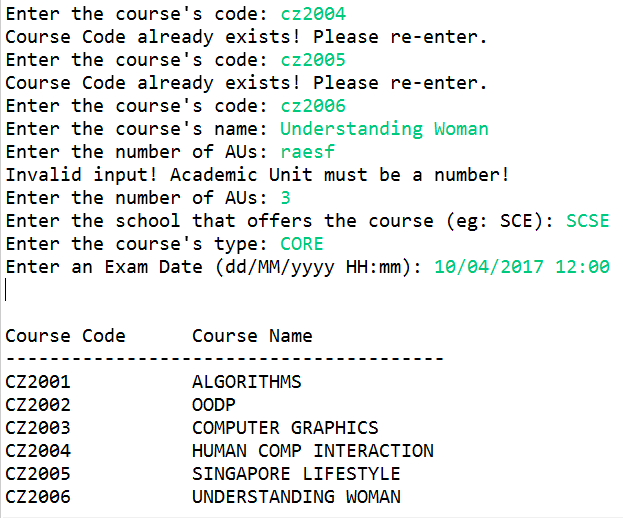 Enter the course's code: cz2004
Course Code already exists! Please re-enter.
Enter the course's code: cz2005
Course Code already exists! Please re-enter.
Enter the course's code: cz2006
Enter the course's name: Understanding Woman
Enter the number of AUs: raesf
Invalid input! Academic Unit must be a number!
Enter the number of AUs: 3
Enter the school that offers the course (eg: SCE): SCSE
Enter the course's type: CORE
Enter an Exam Date (dd/MM/yyyy HH:mm): 10/04/2017 12:00
Course Code Course Name
----------------------------------------
CZ2001 ALGORITHMS
CZ2002 OODP
CZ2003 COMPUTER GRAPHICS
CZ2004 HUMAN COMP INTERACTION
CZ2005 SINGAPORE LIFESTYLE
CZ2006 UNDERSTANDING WOMAN